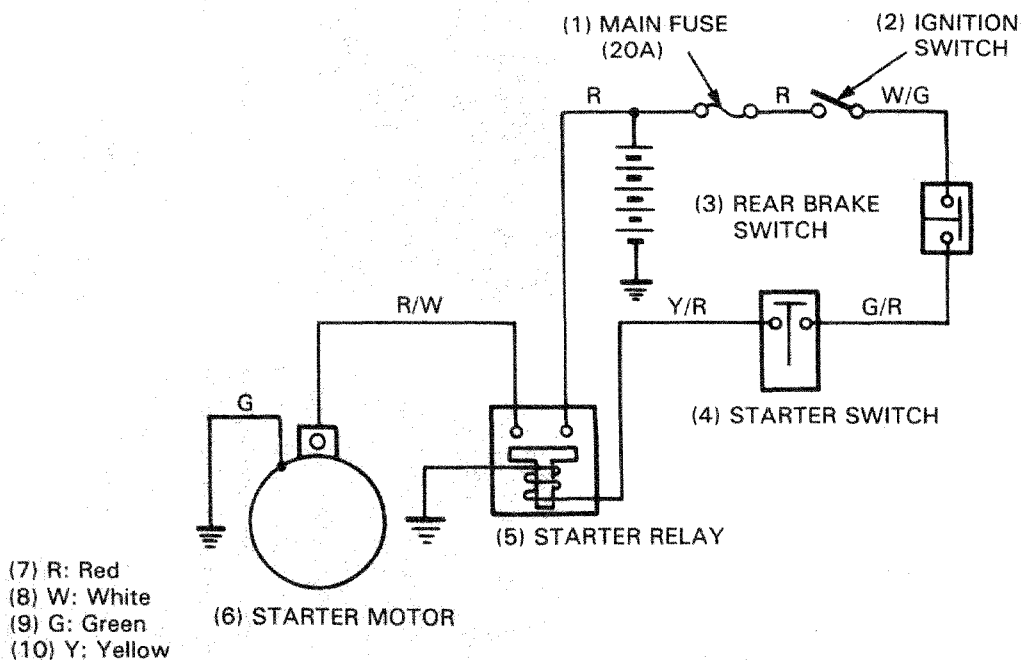 (1) MAIN FUSE
(20A)
(2) IGNITION
SWITCH
R
R
W/G
(3) REAR BRAKE
SWITCH
R/W
Y/R
G/R
G
(4) STARTER SWITCH
(5) STARTER RELAY
(6) STARTER MOTOR
(7) R: Red
(8) W: White
(9) G: Green
(10) Y: Yellow